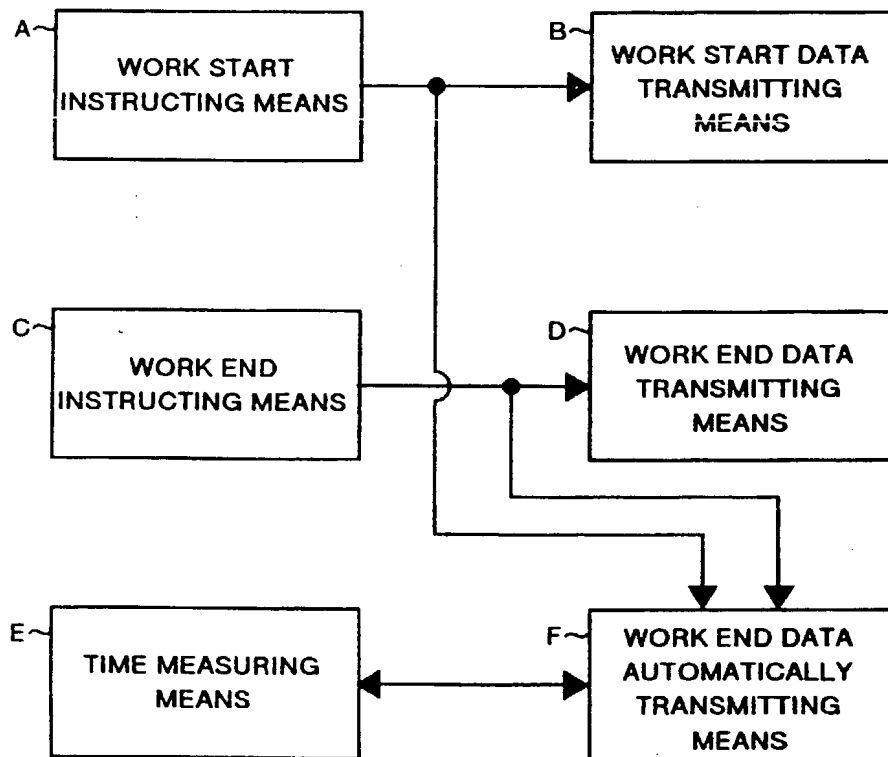 A
WORK START
INSTRUCTING MEANS
B
WORK START DATA
TRANSMITTING
MEANS
C
WORK END
INSTRUCTING MEANS
D
WORK END DATA
TRANSMITTING
MEANS
E
TIME MEASURING
MEANS
F
WORK END DATA
AUTOMATICALLY
TRANSMITTING
MEANS